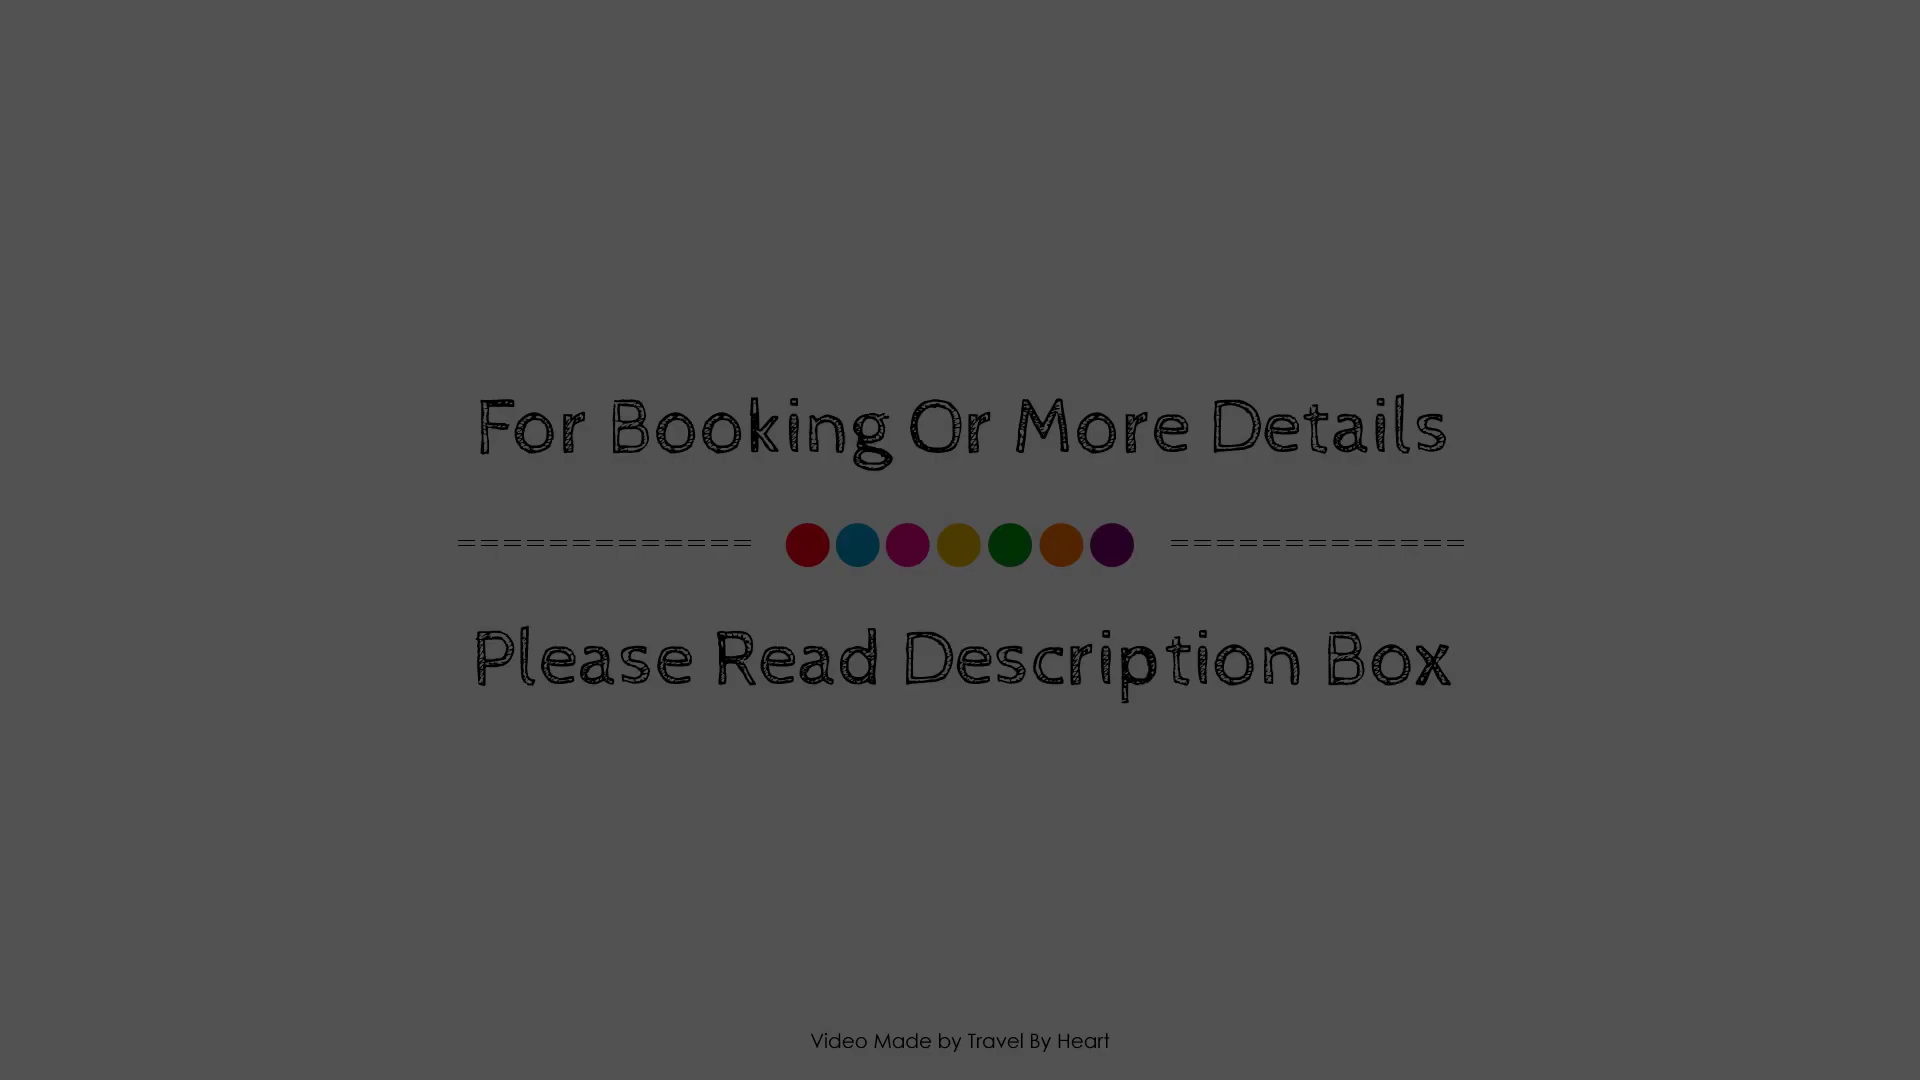 For Booking Or More Details
============= =============
Please Read Description Box
Video Made by Travel By Heart